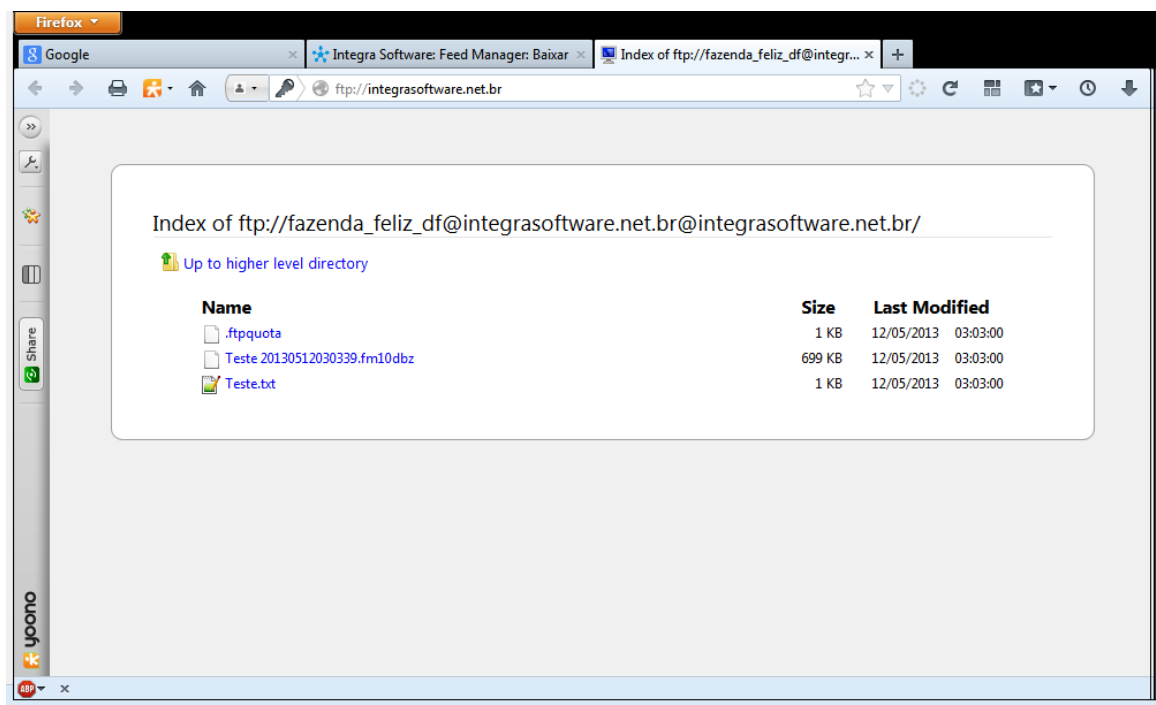 Firefox
Google
Integra Software: Feed Manager: Baixar
Index of ftp://fazenda_feliz_df@integr...
ftp://integrasoftware.net.br
Index of ftp://fazenda_feliz_df@integrasoftware.net.br@integrasoftware.net.br/
Up to higher level directory
Name Size Last Modified
.ftpquota 1 KB 12/05/2013 03:03:00
Teste 20130512030339.fm10dbz 699 KB 12/05/2013 03:03:00
Teste.txt 1 KB 12/05/2013 03:03:00
Share
yoono
ABP